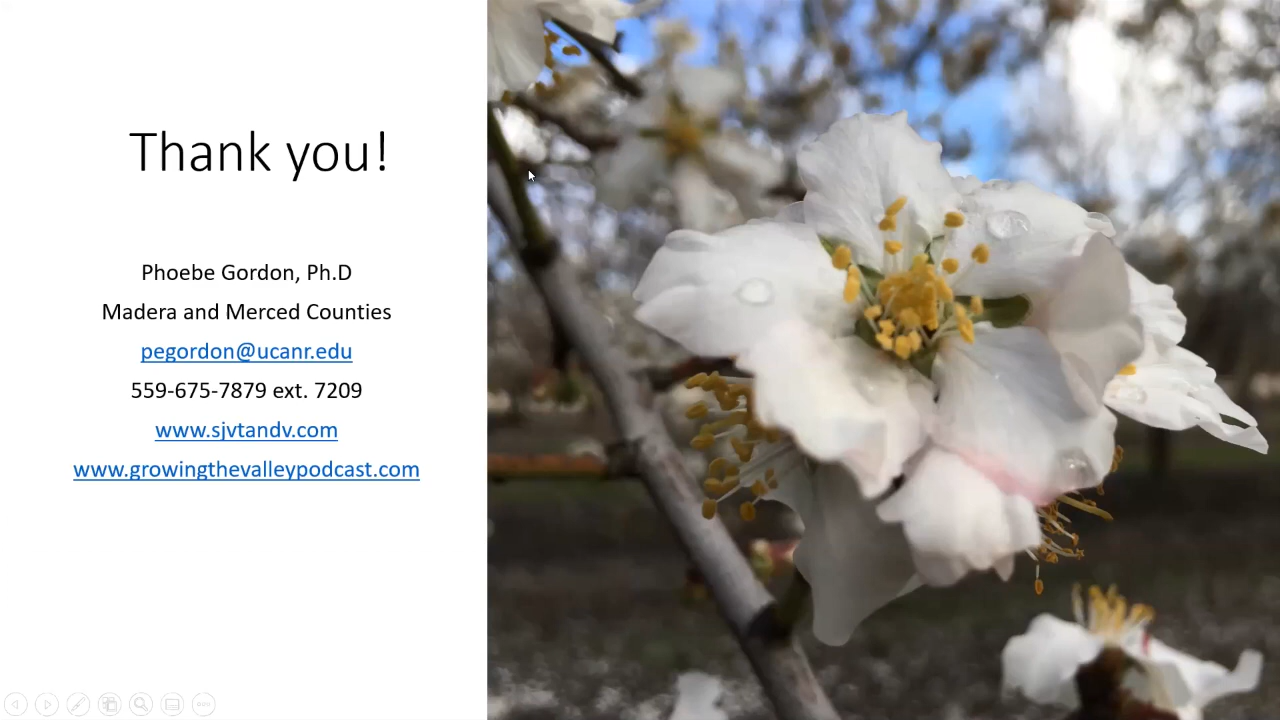 Thank you!
Phoebe Gordon, Ph.D
Madera and Merced Counties
pegordon@ucanr.edu
559-675-7879 ext. 7209
www.sjvtandv.com
www.growingthevalleypodcast.com